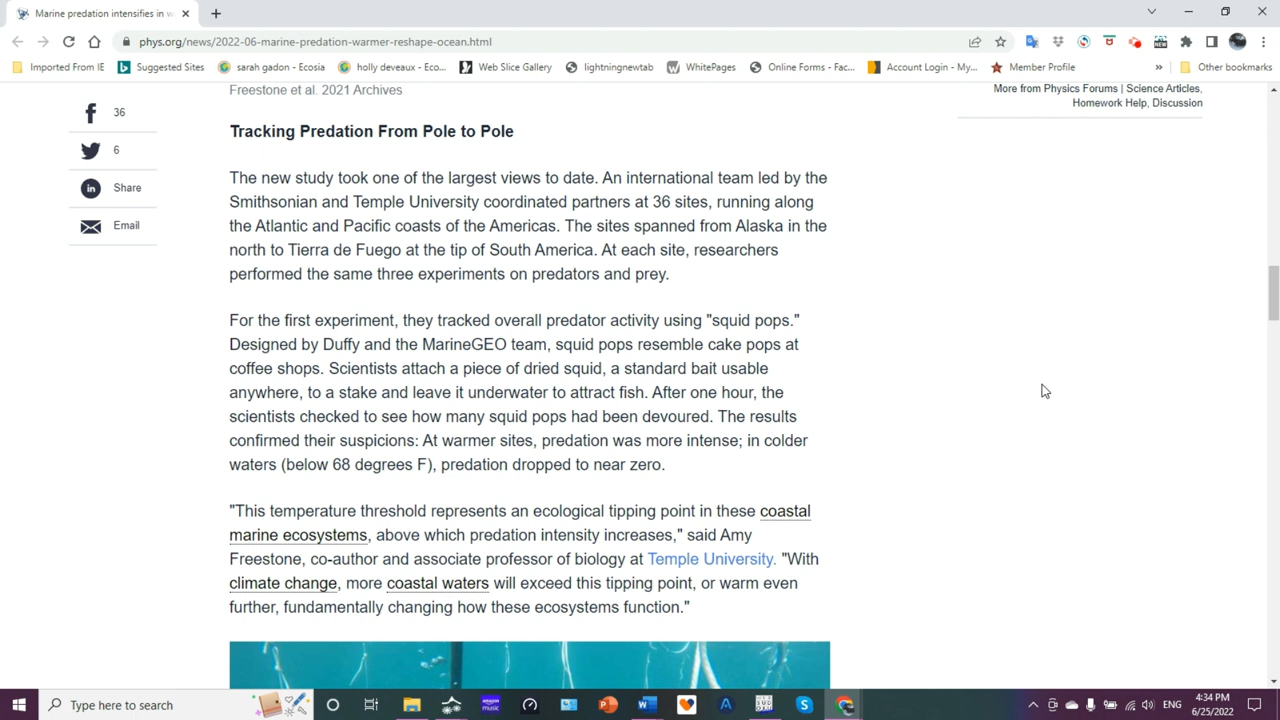 Marine predation intensifies in w
phys.org/news/2022-06-marine-predation-warmer-reshape-ocean.html
Imported From IE
Suggested Sites
sarah gadon - Ecosia
holly deveaux - Eco...
Web Slice Gallery
lightningnewtab
WhitePages
Online Forms - Fac...
Account Login - My...
Member Profile
»
Other bookmarks
Freestone et al. 2021 Archives
More from Physics Forums | Science Articles,
Homework Help, Discussion
36
6
Share
Email
Tracking Predation From Pole to Pole
The new study took one of the largest views to date. An international team led by the
Smithsonian and Temple University coordinated partners at 36 sites, running along
the Atlantic and Pacific coasts of the Americas. The sites spanned from Alaska in the
north to Tierra de Fuego at the tip of South America. At each site, researchers
performed the same three experiments on predators and prey.
For the first experiment, they tracked overall predator activity using "squid pops."
Designed by Duffy and the MarineGEO team, squid pops resemble cake pops at
coffee shops. Scientists attach a piece of dried squid, a standard bait usable
anywhere, to a stake and leave it underwater to attract fish. After one hour, the
scientists checked to see how many squid pops had been devoured. The results
confirmed their suspicions: At warmer sites, predation was more intense; in colder
waters (below 68 degrees F), predation dropped to near zero.
"This temperature threshold represents an ecological tipping point in these coastal
marine ecosystems, above which predation intensity increases," said Amy
Freestone, co-author and associate professor of biology at Temple University. "With
climate change, more coastal waters will exceed this tipping point, or warm even
further, fundamentally changing how these ecosystems function."
Type here to search
ENG
4:34 PM
6/25/2022